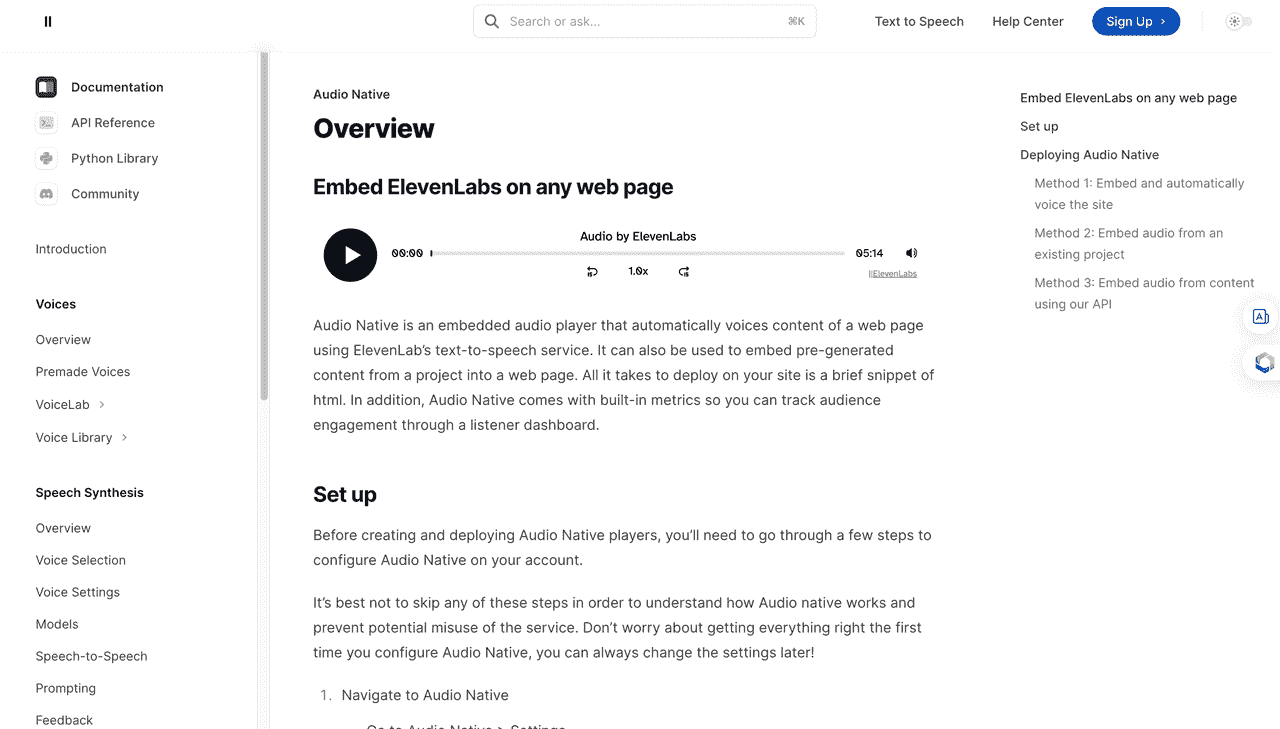 Search or ask...
⌘K
Text to Speech
Help Center
Sign Up
Documentation
API Reference
Python Library
Community
Introduction
Voices
Overview
Premade Voices
VoiceLab
Voice Library
Speech Synthesis
Overview
Voice Selection
Voice Settings
Models
Speech-to-Speech
Prompting
Feedback
Audio Native
Overview
Embed ElevenLabs on any web page
Audio by ElevenLabs
00:00
05:14
1.0x
||ElevenLabs
Audio Native is an embedded audio player that automatically voices content of a web page
using ElevenLab’s text-to-speech service. It can also be used to embed pre-generated
content from a project into a web page. All it takes to deploy on your site is a brief snippet of
html. In addition, Audio Native comes with built-in metrics so you can track audience
engagement through a listener dashboard.
Set up
Before creating and deploying Audio Native players, you’ll need to go through a few steps to
configure Audio Native on your account.
It’s best not to skip any of these steps in order to understand how Audio native works and
prevent potential misuse of the service. Don’t worry about getting everything right the first
time you configure Audio Native, you can always change the settings later!
1. Navigate to Audio Native
Go to Audio Native > Settings
Embed ElevenLabs on any web page
Set up
Deploying Audio Native
Method 1: Embed and automatically
voice the site
Method 2: Embed audio from an
existing project
Method 3: Embed audio from content
using our API